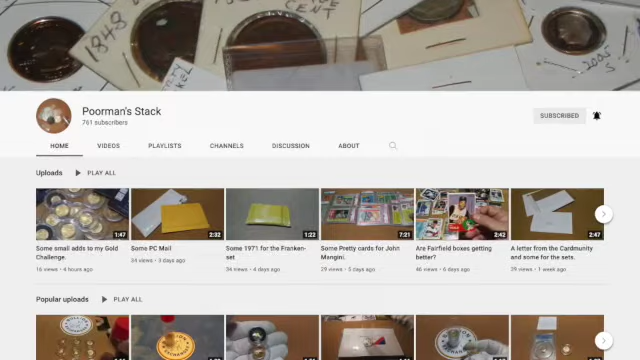 1848
CENT
2005
S
Poorman's Stack
761 subscribers
SUBSCRIBED
HOME VIDEOS PLAYLISTS CHANNELS DISCUSSION ABOUT
Uploads PLAY ALL
1:47 2:32 1:22 7:21 2:42 2:47
Some small adds to my Gold Challenge.
16 views • 4 hours ago
Some PC Mail
34 views • 3 days ago
Some 1971 for the Franken-set
34 views • 4 days ago
Some Pretty cards for John Mangini.
29 views • 5 days ago
Are Fairfield boxes getting better?
46 views • 6 days ago
A letter from the Cardmunity and some for the sets.
39 views • 1 week ago
Popular uploads PLAY ALL